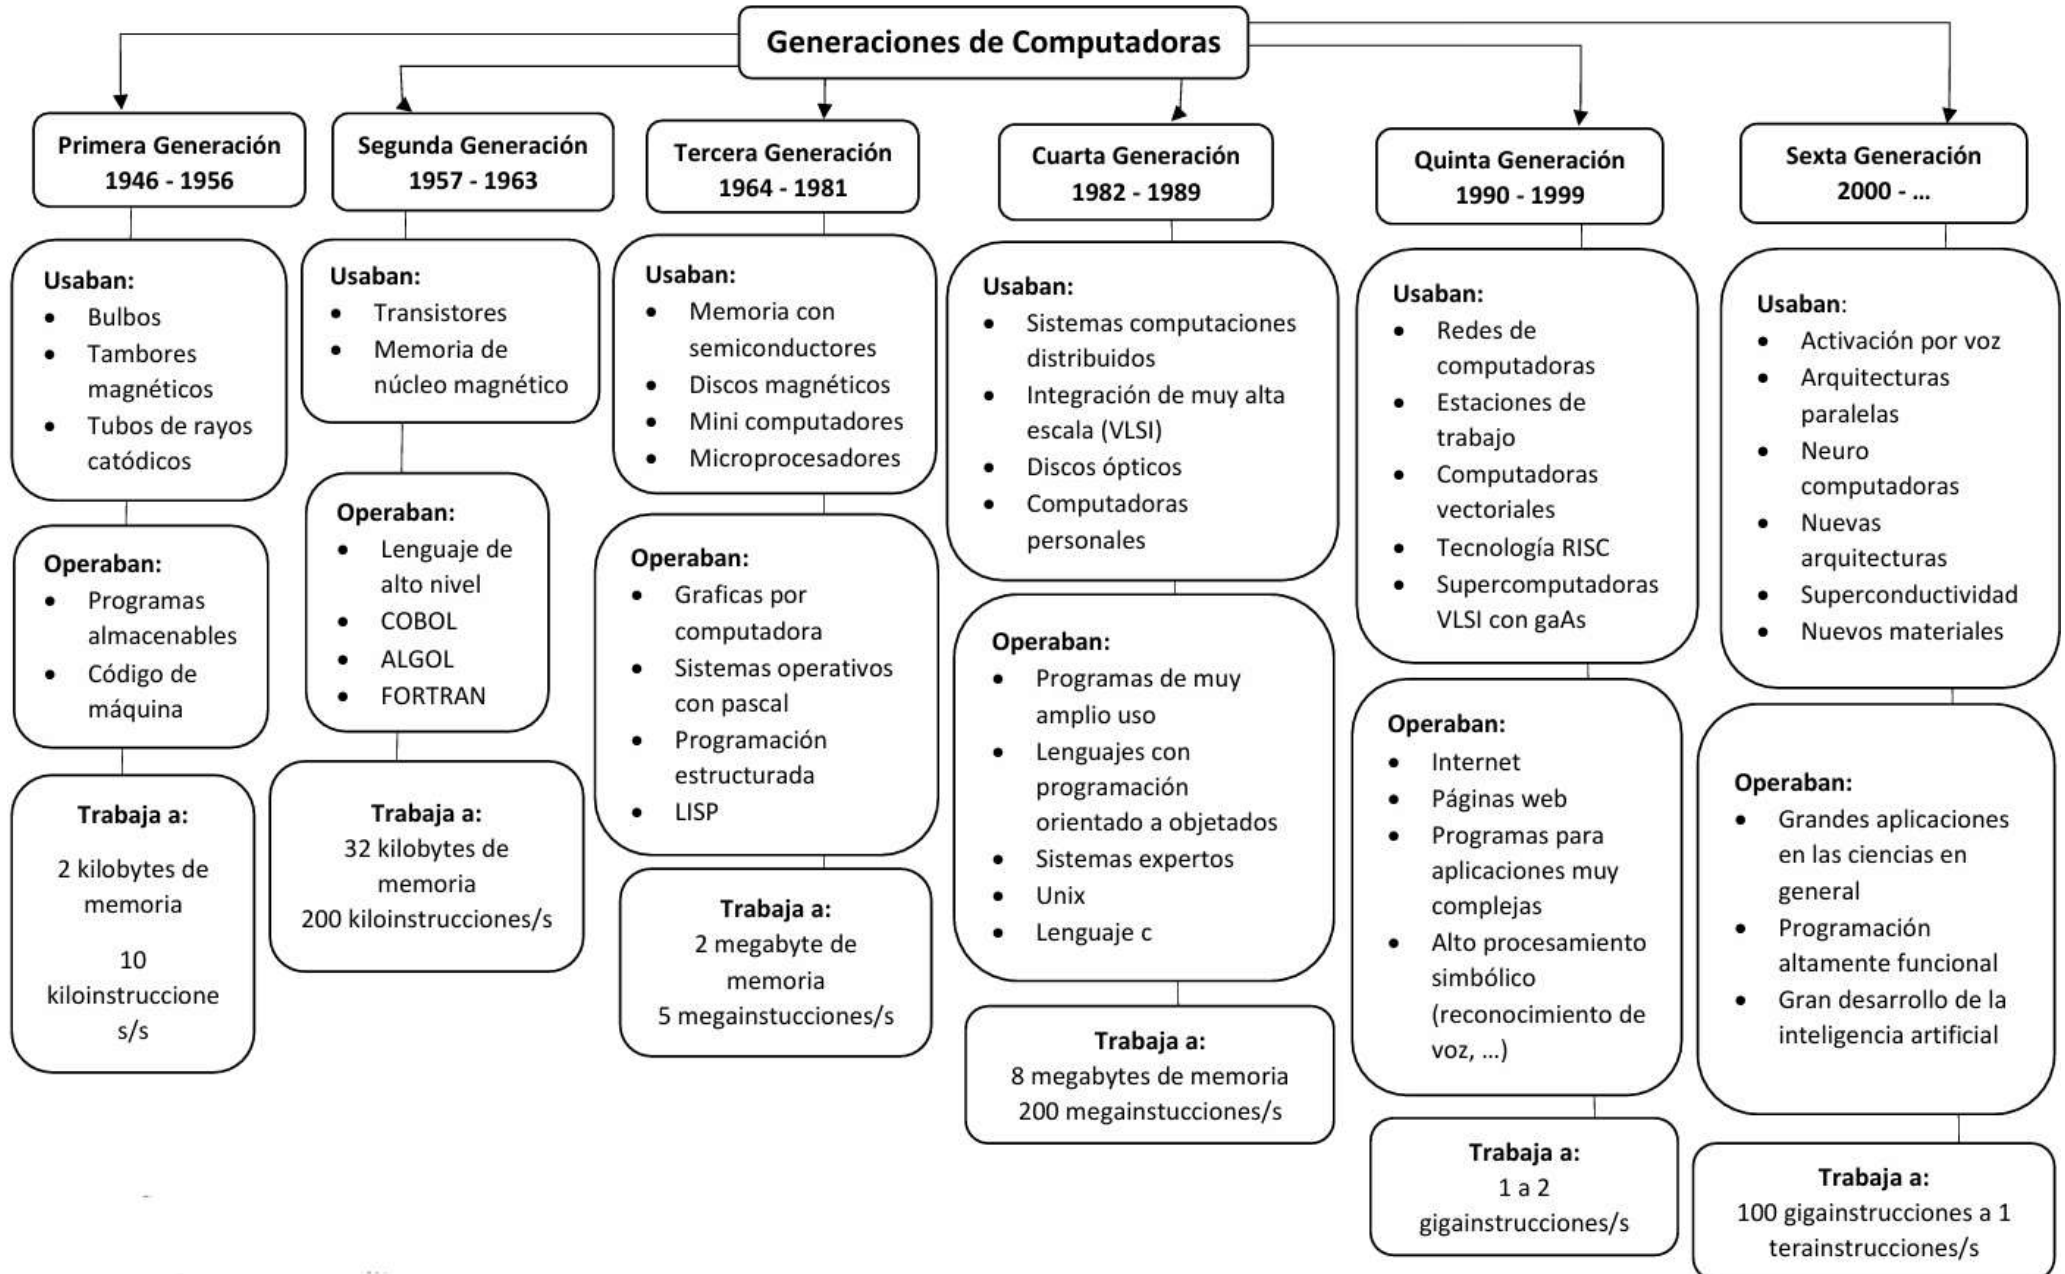 Generaciones de Computadoras
Primera Generación
1946 - 1956
Usaban:
• Bulbos
• Tambores
magnéticos
• Tubos de rayos
catódicos
Operaban:
• Programas
almacenables
• Código de
máquina
Trabaja a:
2 kilobytes de
memoria
10
kiloinstruccione
s/s
Segunda Generación
1957 - 1963
Usaban:
• Transistores
• Memoria de
núcleo magnético
Operaban:
• Lenguaje de
alto nivel
• COBOL
• ALGOL
• FORTRAN
Trabaja a:
32 kilobytes de
memoria
200 kiloinstrucciones/s
Tercera Generación
1964 - 1981
Usaban:
• Memoria con
semiconductores
• Discos magnéticos
• Mini computadores
• Microprocesadores
Operaban:
• Graficas por
computadora
• Sistemas operativos
con pascal
• Programación
estructurada
• LISP
Trabaja a:
2 megabyte de
memoria
5 megainstucciones/s
Cuarta Generación
1982 - 1989
Usaban:
• Sistemas computaciones
distribuidos
• Integración de muy alta
escala (VLSI)
• Discos ópticos
• Computadoras
personales
Operaban:
• Programas de muy
amplio uso
• Lenguajes con
programación
orientado a objetados
• Sistemas expertos
• Unix
• Lenguaje c
Trabaja a:
8 megabytes de memoria
200 megainstucciones/s
Quinta Generación
1990 - 1999
Usaban:
• Redes de
computadoras
• Estaciones de
trabajo
• Computadoras
vectoriales
• Tecnología RISC
• Supercomputadoras
VLSI con gaAs
Operaban:
• Internet
• Páginas web
• Programas para
aplicaciones muy
complejas
• Alto procesamiento
simbólico
(reconocimiento de
voz, ...)
Trabaja a:
1 a 2
gigainstrucciones/s
Sexta Generación
2000 - ...
Usaban:
• Activación por voz
• Arquitecturas
paralelas
• Neuro
computadoras
• Nuevas
arquitecturas
• Superconductividad
• Nuevos materiales
Operaban:
• Grandes aplicaciones
en las ciencias en
general
• Programación
altamente funcional
• Gran desarrollo de la
inteligencia artificial
Trabaja a:
100 gigainstrucciones a 1
terainstrucciones/s